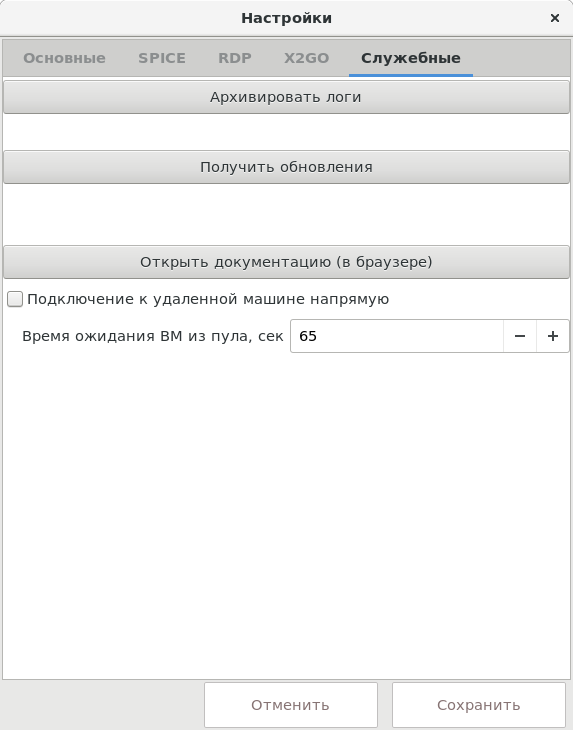 Настройки
Основные SPICE RDP X2GO Служебные
Архивировать логи
Получить обновления
Открыть документацию (в браузере)
Подключение к удаленной машине напрямую
Время ожидания ВМ из пула, сек 65
Отменить Сохранить